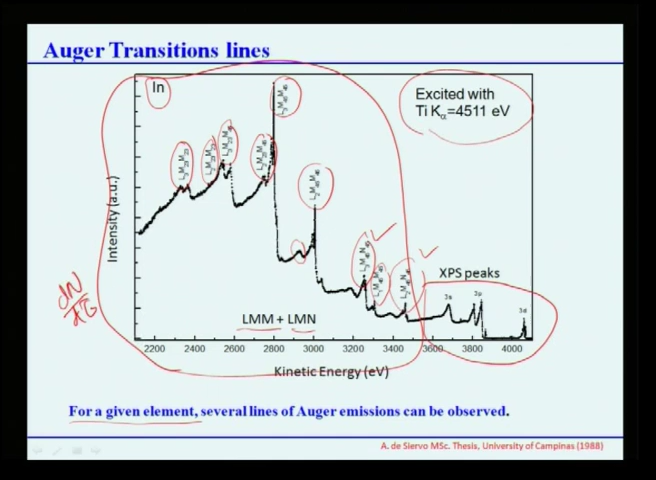 Auger Transitions lines
In
Excited with
Ti Kα=4511 eV
Intensity (a.u.)
dN
dE
XPS peaks
3s
3p
3d
LMM + LMN
2200 2400 2600 2800 3000 3200 3400 3600 3800 4000
Kinetic Energy (eV)
For a given element, several lines of Auger emissions can be observed.
A. de Siervo MSc. Thesis, University of Campinas (1988)